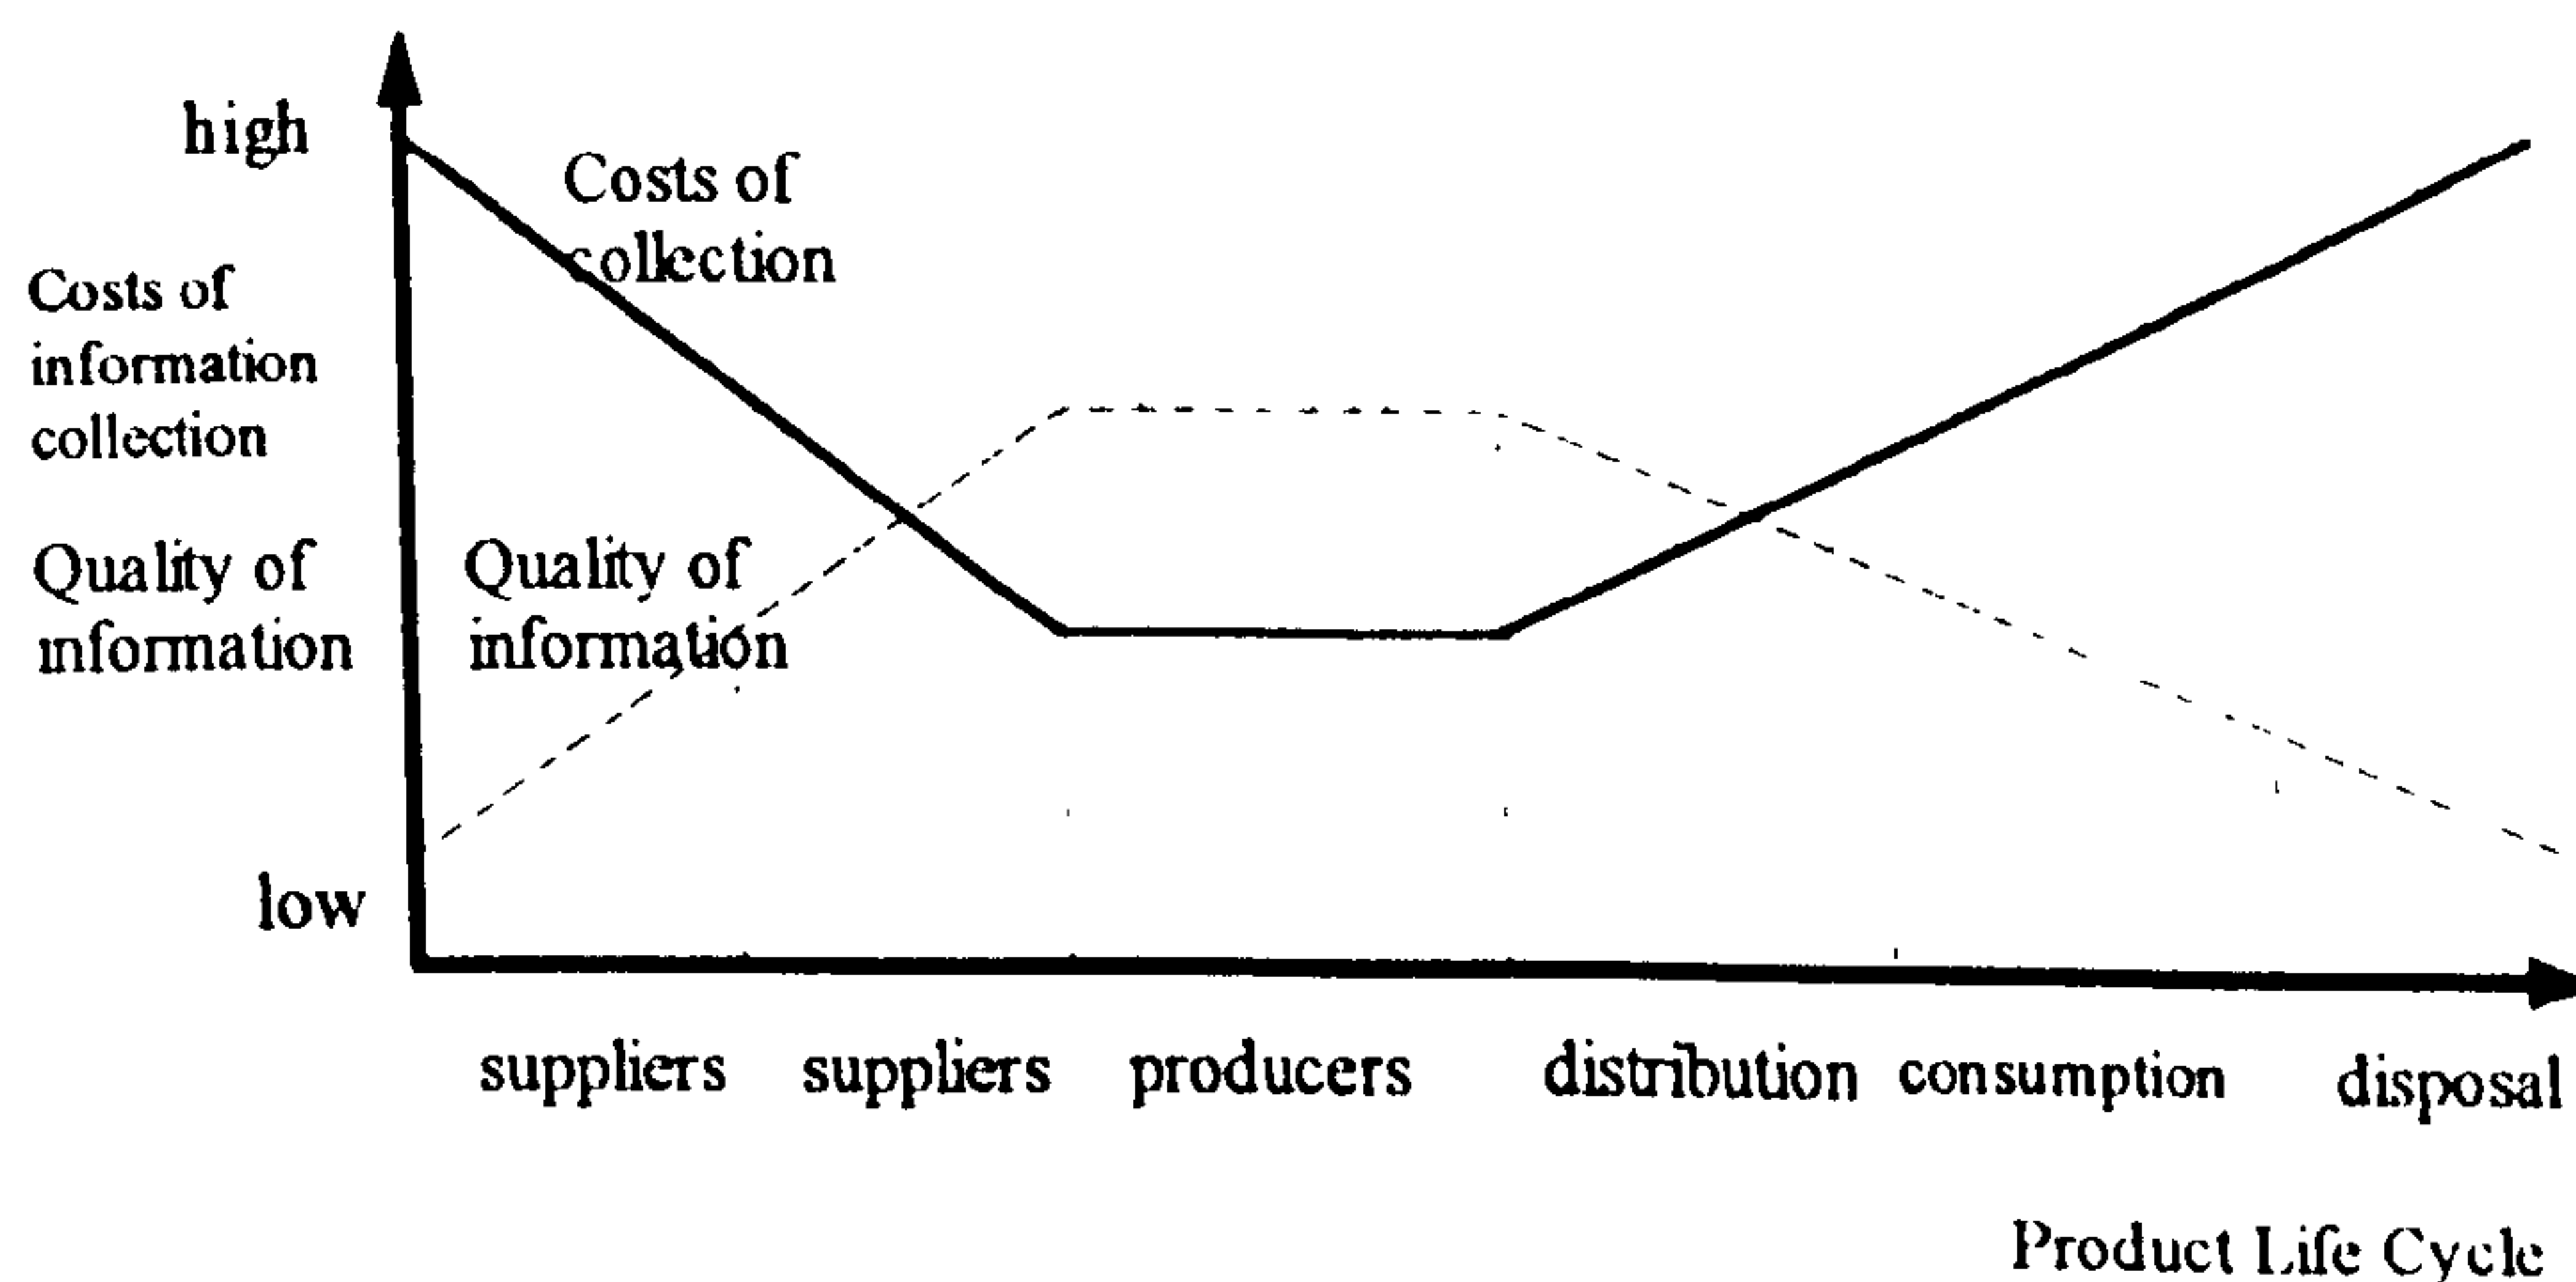 high
Costs of
collection
Costs of
information
collection
Quality of
information
Quality of
information
low
suppliers suppliers producers distribution consumption disposal
Product Life Cycle